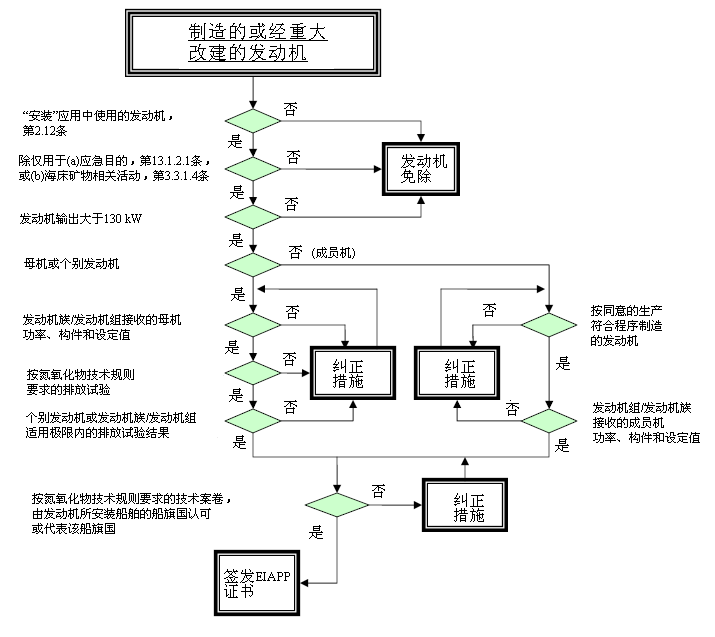 制造的或经重大
改建的发动机
“安装”应用中使用的发动机，
第2.12条
否
是
除仅用于(a)应急目的，第13.1.2.1条，
或(b)海床矿物相关活动，第3.3.1.4条
否
是
发动机
免除
发动机输出大于130 kW
否
是
母机或个别发动机
否 (成员机)
是
发动机族/发动机组接收的母机
功率、构件和设定值
否
是
纠正
措施
按氮氧化物技术规则
要求的排放试验
否
是
个别发动机或发动机族/发动机组
适用极限内的排放试验结果
否
是
按同意的生产
符合程序制造
的发动机
否
是
纠正
措施
发动机组/发动机族
接收的成员机
功率、构件和设定值
否
是
按氮氧化物技术规则要求的技术案卷，
由发动机所安装船舶的船旗国认可
或代表该船旗国
否
是
纠正
措施
签发EIAPP
证书